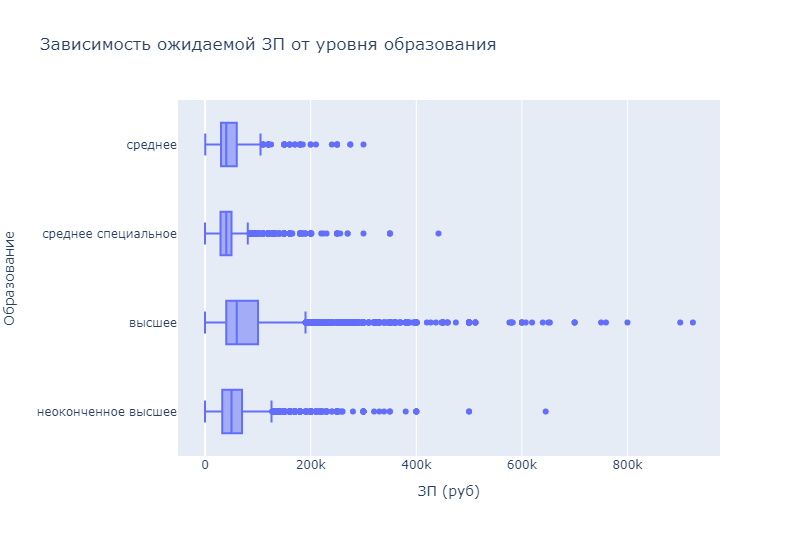 Зависимость ожидаемой ЗП от уровня образования
Образование
среднее
среднее специальное
высшее
неоконченное высшее
0 200k 400k 600k 800k
ЗП (руб)